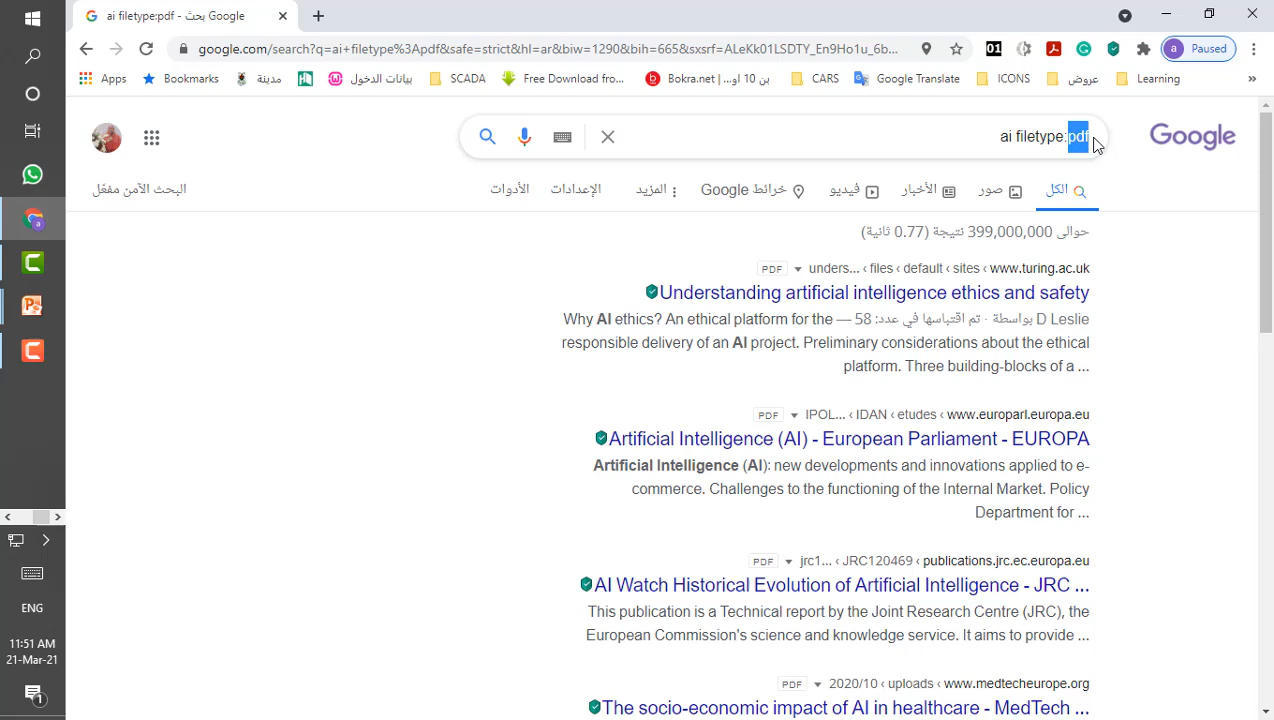 ai filetype:pdf - بحث Google
google.com/search?q=ai+filetype%3Apdf&safe=strict&hl=ar&biw=1290&bih=665&sxsrf=ALeKk01LSDTY_En9Ho1u_6b...
01
a Paused
Apps
Bookmarks
مدينة
بيانات الدخول
SCADA
Free Download fro...
Bokra.net | ...بن 10 او
CARS
Google Translate
ICONS
عروض
Learning
»
ai filetype:pdf
Google
الكل
صور
الأخبار
فيديو
خرائط Google
المزيد
الإعدادات
الأدوات
البحث الآمن مفعّل
حوالى 399,000,000 نتيجة (0.77 ثانية)
www.turing.ac.uk › sites › default › files › unders... PDF
Understanding artificial intelligence ethics and safety
بواسطة D Leslie · تم اقتباسها في عدد: 58 — Why AI ethics? An ethical platform for the
responsible delivery of an AI project. Preliminary considerations about the ethical
platform. Three building-blocks of a ...
www.europarl.europa.eu › etudes › IDAN › IPOL... PDF
Artificial Intelligence (AI) - European Parliament - EUROPA
Artificial Intelligence (AI): new developments and innovations applied to e-
commerce. Challenges to the functioning of the Internal Market. Policy
Department for ...
publications.jrc.ec.europa.eu › JRC120469 › jrc1... PDF
AI Watch Historical Evolution of Artificial Intelligence - JRC ...
This publication is a Technical report by the Joint Research Centre (JRC), the
European Commission's science and knowledge service. It aims to provide ...
www.medtecheurope.org › uploads › 2020/10 PDF
The socio-economic impact of AI in healthcare - MedTech ...
ENG
11:51 AM
21-Mar-21
1